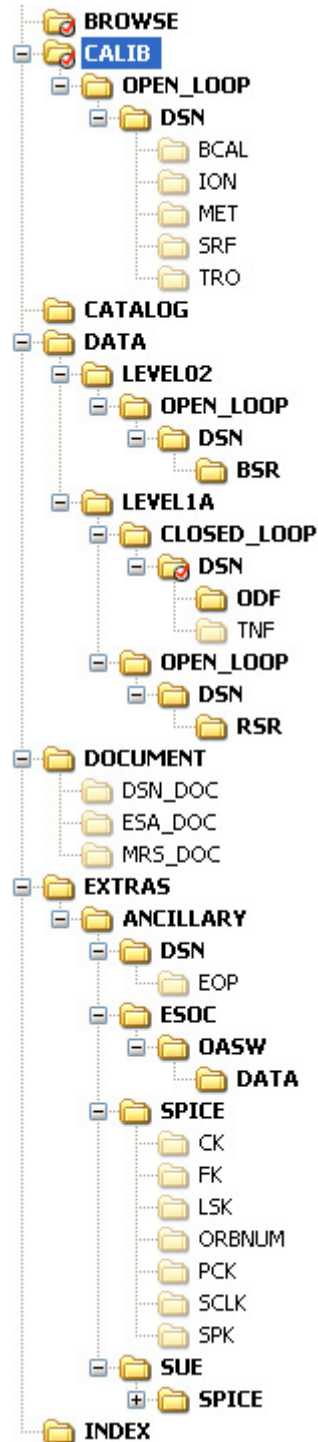 BROWSE
CALIB
OPEN_LOOP
DSN
BCAL
ION
MET
SRF
TRO
CATALOG
DATA
LEVEL02
OPEN_LOOP
DSN
BSR
LEVEL1A
CLOSED_LOOP
DSN
ODF
TNF
OPEN_LOOP
DSN
RSR
DOCUMENT
DSN_DOC
ESA_DOC
MRS_DOC
EXTRAS
ANCILLARY
DSN
EOP
ESOC
OASW
DATA
SPICE
CK
FK
LSK
ORBNUM
PCK
SCLK
SPK
SUE
SPICE
INDEX